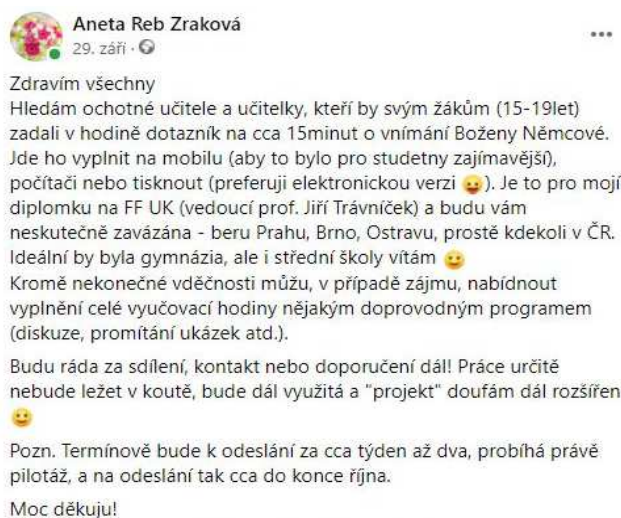 Aneta Reb Zraková
29. září ·
Zdravím všechny
Hledám ochotné učitele a učitelky, kteří by svým žákům (15-19let)
zadali v hodině dotazník na cca 15minut o vnímání Boženy Němcové.
Jde ho vyplnit na mobilu (aby to bylo pro studetny zajímavější),
počítači nebo tisknout (preferuji elektronickou verzi 😛). Je to pro mojí
diplomku na FF UK (vedoucí prof. Jiří Trávníček) a budu vám
neskutečně zavázána - beru Prahu, Brno, Ostravu, prostě kdekoli v ČR.
Ideální by byla gymnázia, ale i střední školy vítám 🙂
Kromě nekonečné vděčnosti můžu, v případě zájmu, nabídnout
vyplnění celé vyučovací hodiny nějakým doprovodným programem
(diskuze, promítání ukázek atd.).
Budu ráda za sdílení, kontakt nebo doporučení dál! Práce určitě
nebude ležet v koutě, bude dál využitá a "projekt" doufám dál rozšířen
🙂
Pozn. Termínově bude k odeslání za cca týden až dva, probíhá právě
pilotáž, a na odeslání tak cca do konce října.
Moc děkuju!